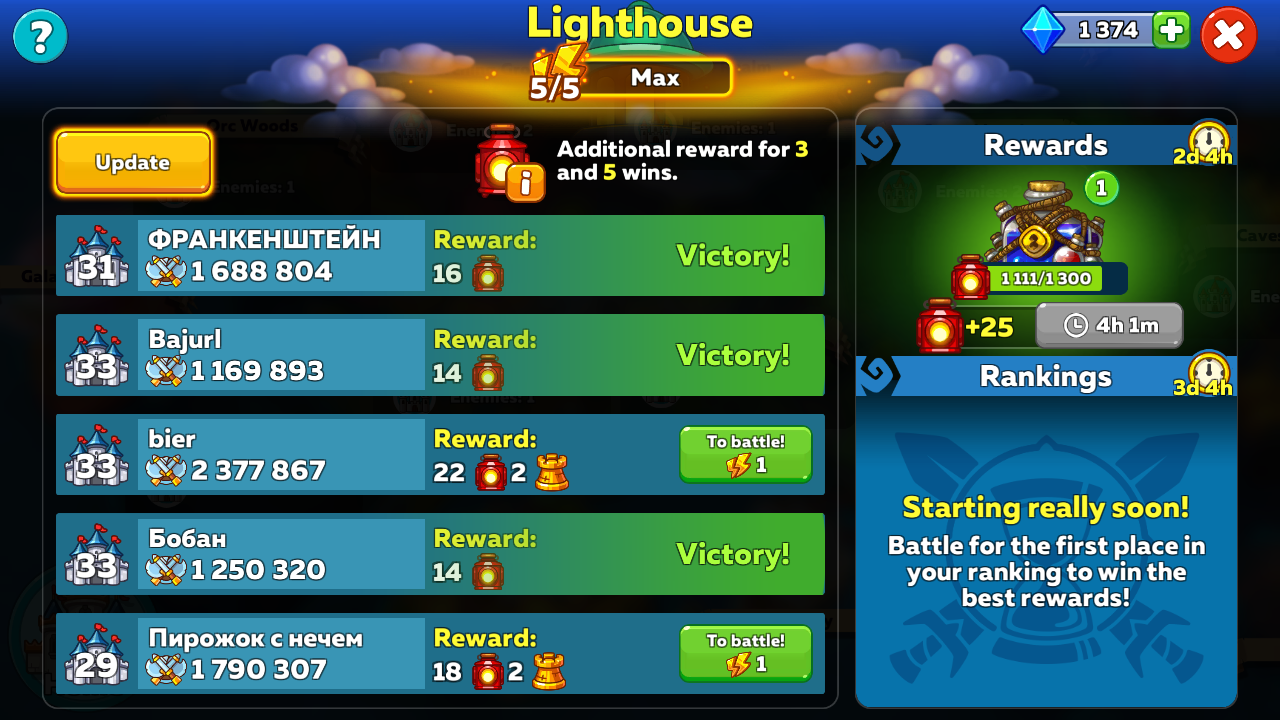 ?
Lighthouse
1 374
5/5
Max
Update
Additional reward for 3
and 5 wins.
31
ФРАНКЕНШТЕЙН
1 688 804
Reward:
16
Victory!
33
Bajurl
1 169 893
Reward:
14
Victory!
33
bier
2 377 867
Reward:
22 2
To battle!
1
33
Бобан
1 250 320
Reward:
14
Victory!
29
Пирожок с нечем
1 790 307
Reward:
18 2
To battle!
1
Rewards
2d 4h
1
2
1 111/1 300
+25
4h 1m
Rankings
3d 4h
Starting really soon!
Battle for the first place in
your ranking to win the
best rewards!